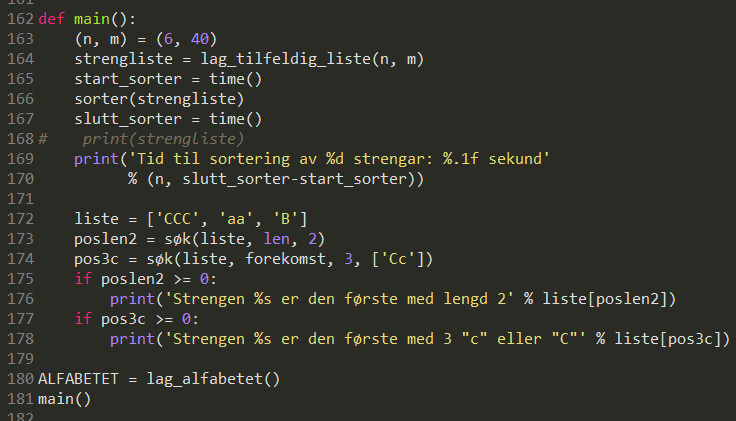 161
162 def main():
163     (n, m) = (6, 40)
164     strengliste = lag_tilfeldig_liste(n, m)
165     start_sorter = time()
166     sorter(strengliste)
167     slutt_sorter = time()
168 #    print(strengliste)
169     print('Tid til sortering av %d strengar: %.1f sekund'
170           % (n, slutt_sorter-start_sorter))
171
172     liste = ['CCC', 'aa', 'B']
173     poslen2 = søk(liste, len, 2)
174     pos3c = søk(liste, forekomst, 3, ['Cc'])
175     if poslen2 >= 0:
176         print('Strengen %s er den første med lengd 2' % liste[poslen2])
177     if pos3c >= 0:
178         print('Strengen %s er den første med 3 "c" eller "C"' % liste[pos3c])
179
180 ALFABETET = lag_alfabetet()
181 main()
182